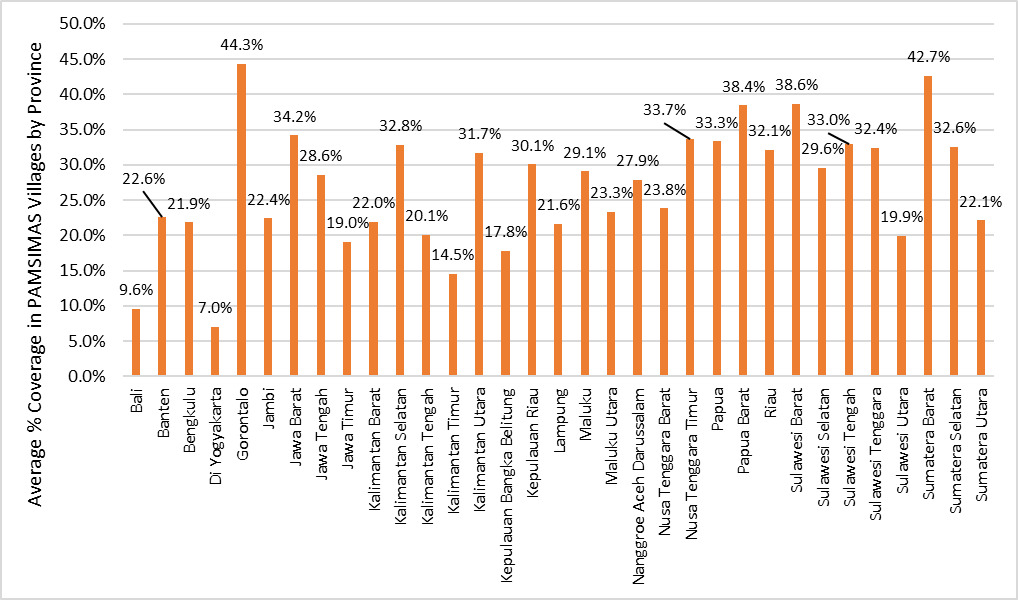 Average % Coverage in PAMSIMAS Villages by Province
50.0%
45.0%
40.0%
35.0%
30.0%
25.0%
20.0%
15.0%
10.0%
5.0%
0.0%
9.6%
22.6%
21.9%
7.0%
44.3%
22.4%
34.2%
28.6%
19.0%
22.0%
32.8%
20.1%
14.5%
31.7%
17.8%
30.1%
21.6%
29.1%
23.3%
27.9%
23.8%
33.7%
33.3%
38.4%
32.1%
38.6%
29.6%
33.0%
32.4%
19.9%
42.7%
32.6%
22.1%
Bali
Banten
Bengkulu
Di Yogyakarta
Gorontalo
Jambi
Jawa Barat
Jawa Tengah
Jawa Timur
Kalimantan Barat
Kalimantan Selatan
Kalimantan Tengah
Kalimantan Timur
Kalimantan Utara
Kepulauan Bangka Belitung
Kepulauan Riau
Lampung
Maluku
Maluku Utara
Nanggroe Aceh Darussalam
Nusa Tenggara Barat
Nusa Tenggara Timur
Papua
Papua Barat
Riau
Sulawesi Barat
Sulawesi Selatan
Sulawesi Tengah
Sulawesi Tenggara
Sulawesi Utara
Sumatera Barat
Sumatera Selatan
Sumatera Utara